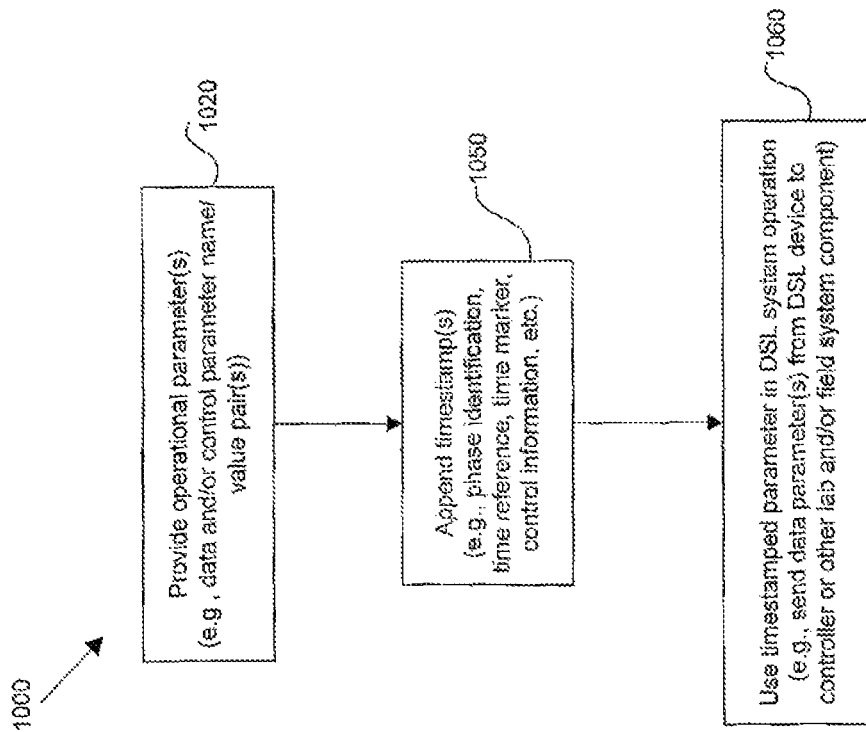 1000
Provide operational parameter(s)
(e.g., data and/or control parameter name/
value pair(s))
1020
Append timestamp(s)
(e.g., phase identification,
time reference, time marker,
control information, etc.)
1050
Use timestamped parameter in DSL system operation
(e.g., send data parameter(s) from DSL device to
controller or other lab and/or field system component)
1060